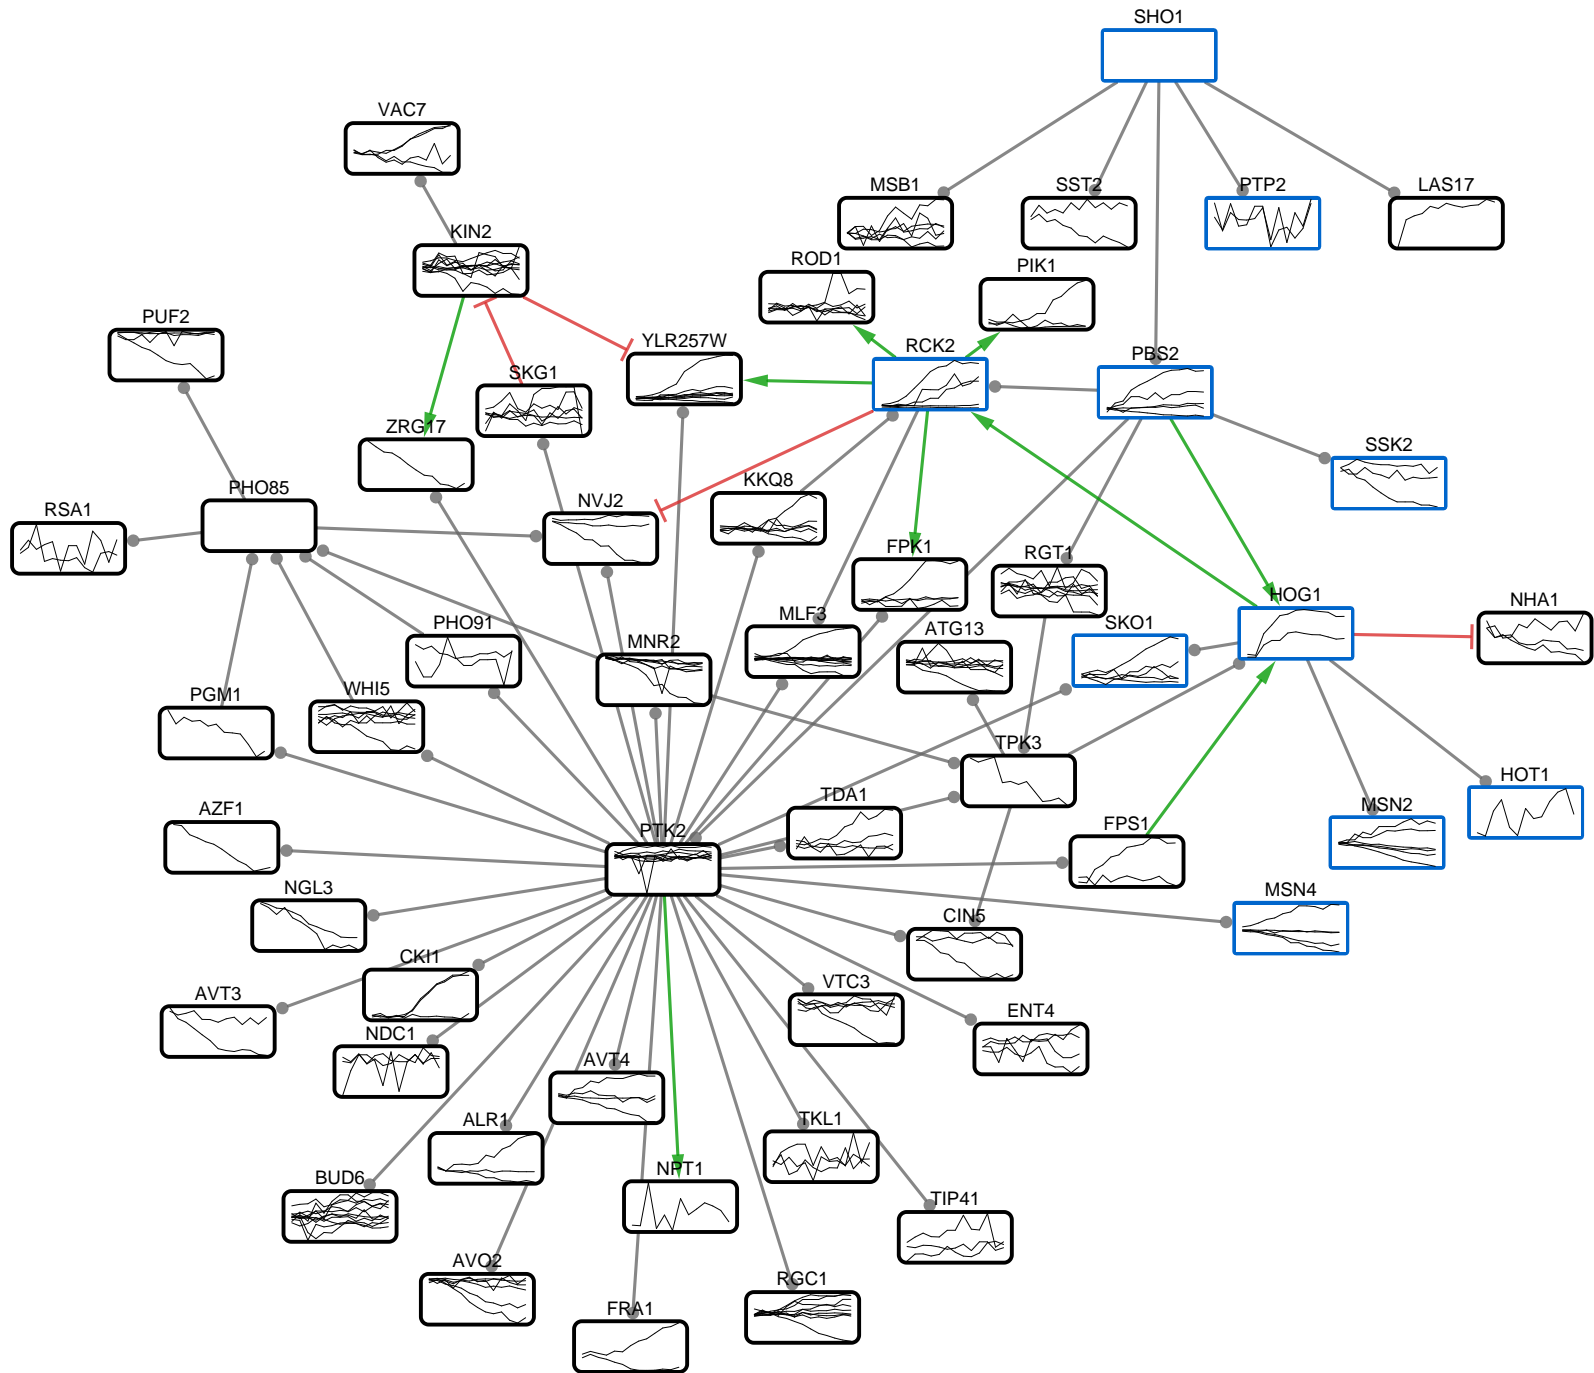 SHO1
VAC7
MSB1
SST2
PTP2
LAS17
KIN2
ROD1
PIK1
PUF2
YLR257W
RCK2
PBS2
SKG1
ZRG17
SSK2
KKQ8
PHO85
NVJ2
RSA1
FPK1
RGT1
HOG1
NHA1
MLF3
PHO91
ATG13
SKO1
MNR2
WHI5
PGM1
TPK3
HOT1
TDA1
MSN2
AZF1
PTK2
FPS1
NGL3
MSN4
CIN5
CKI1
VTC3
AVT3
ENT4
NDC1
AVT4
ALR1
TKL1
NPT1
BUD6
TIP41
AVO2
RGC1
FRA1